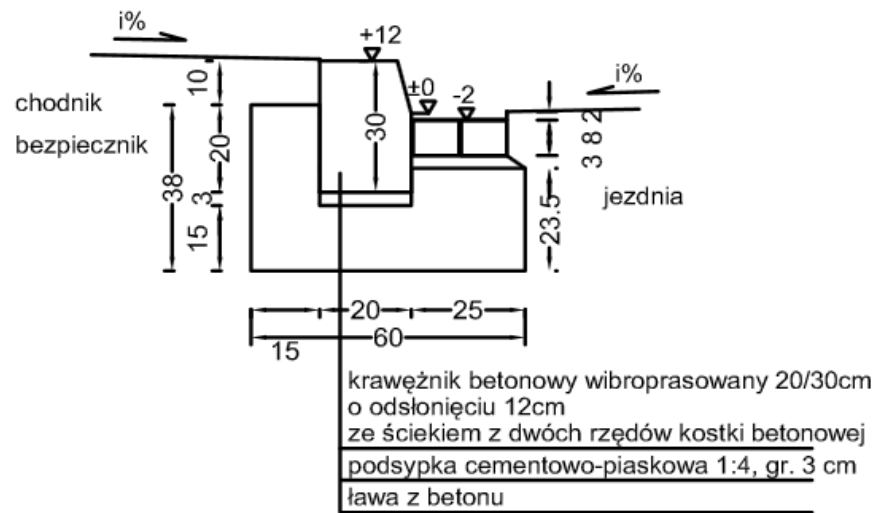 i%
+12
i%
±0
-2
10
chodnik
bezpiecznik
30
2
8
3
20
38
3
15
jezdnia
23.5
20
25
60
15
krawężnik betonowy wibroprasowany 20/30cm
o odsłonięciu 12cm
ze ściekiem z dwóch rzędów kostki betonowej
podsypka cementowo-piaskowa 1:4, gr. 3 cm
ława z betonu